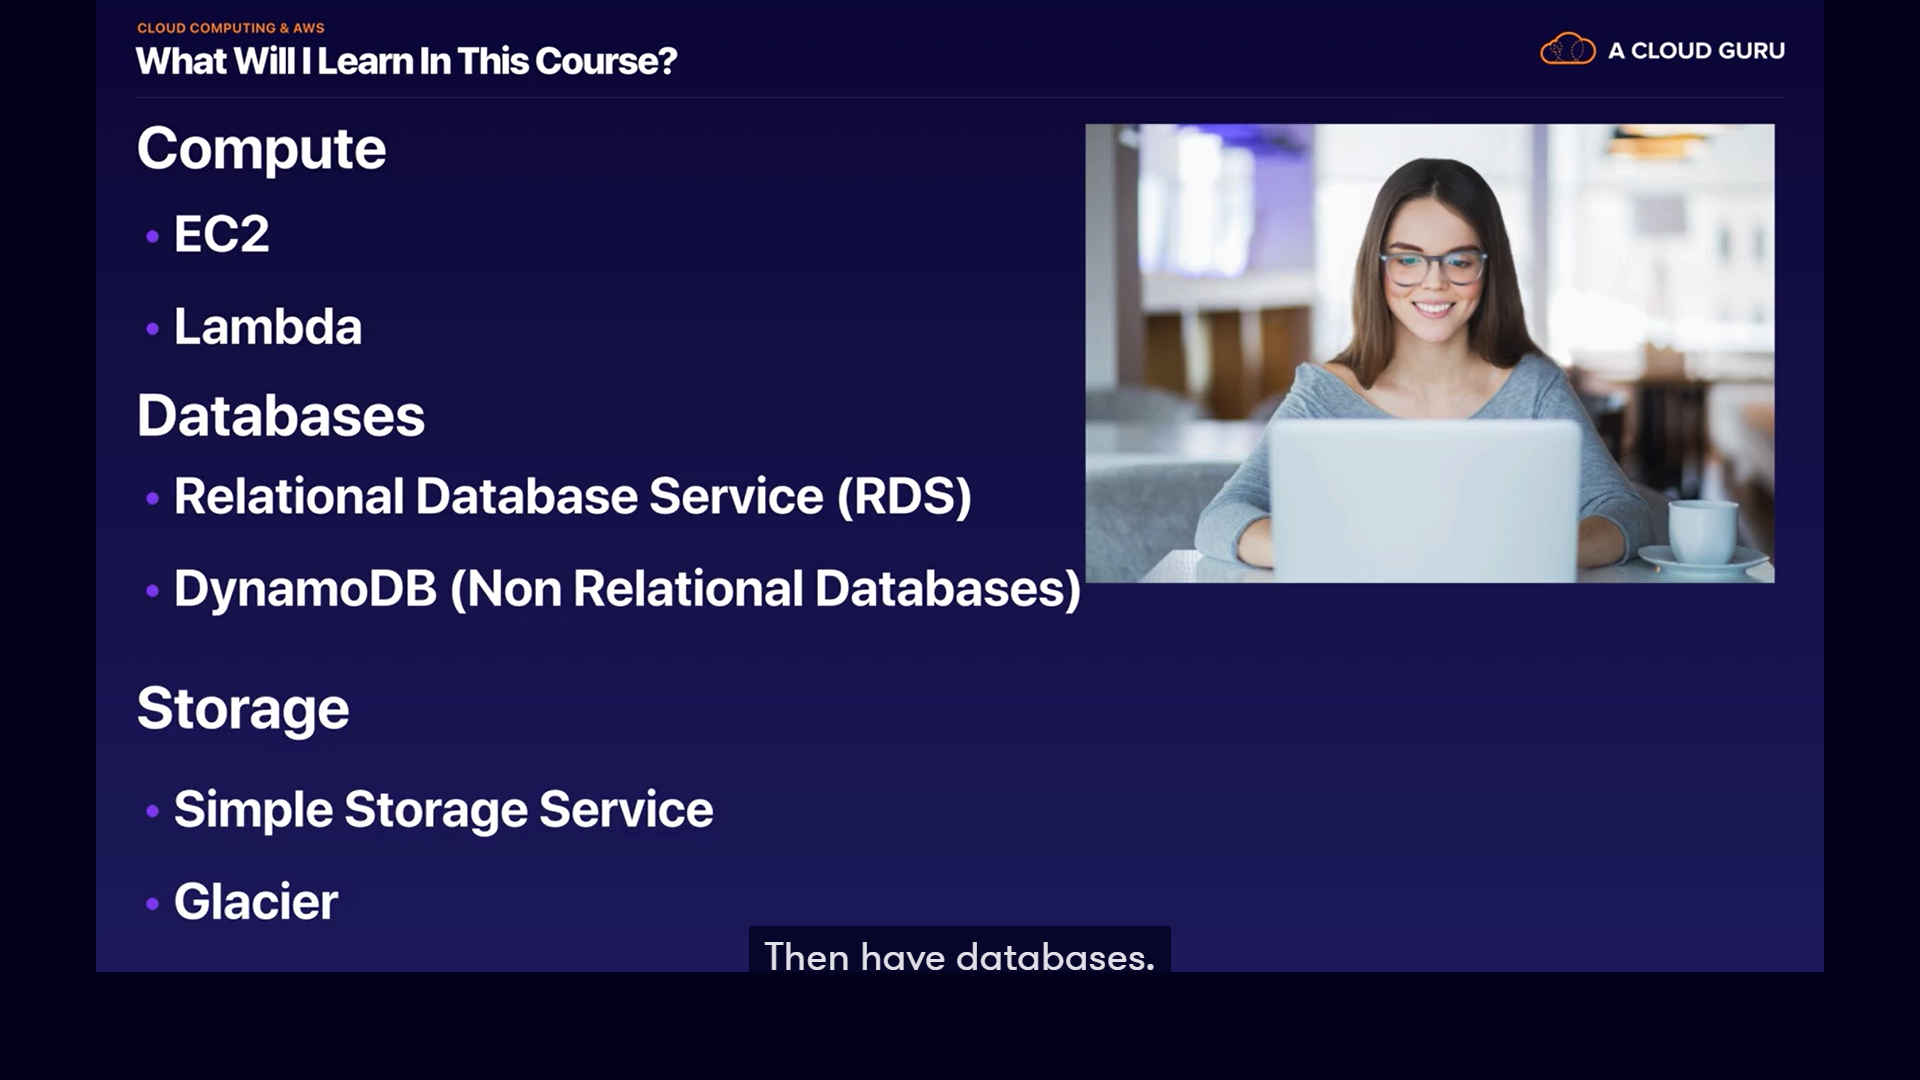 CLOUD COMPUTING & AWS
What Will I Learn In This Course?
A CLOUD GURU
Compute
• EC2
• Lambda
Databases
• Relational Database Service (RDS)
• DynamoDB (Non Relational Databases)
Storage
• Simple Storage Service
• Glacier
Then have databases.